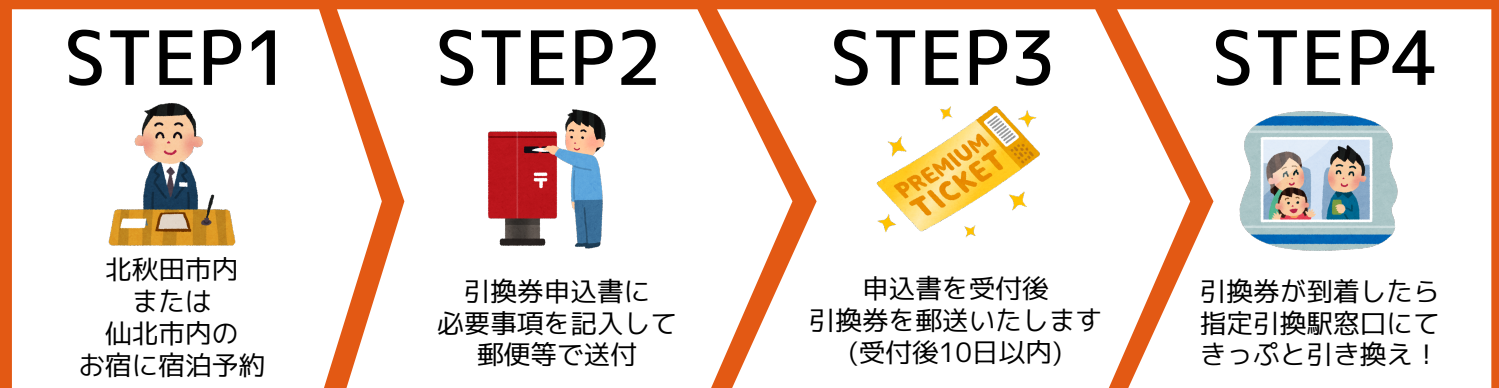 STEP1
北秋田市内
または
仙北市内の
お宿に宿泊予約
STEP2
引換券申込書に
必要事項を記入して
郵便等で送付
STEP3
PREMIUM
TICKET
申込書を受付後
引換券を郵送いたします
(受付後10日以内)
STEP4
引換券が到着したら
指定引換駅窓口にて
きっぷと引き換え！